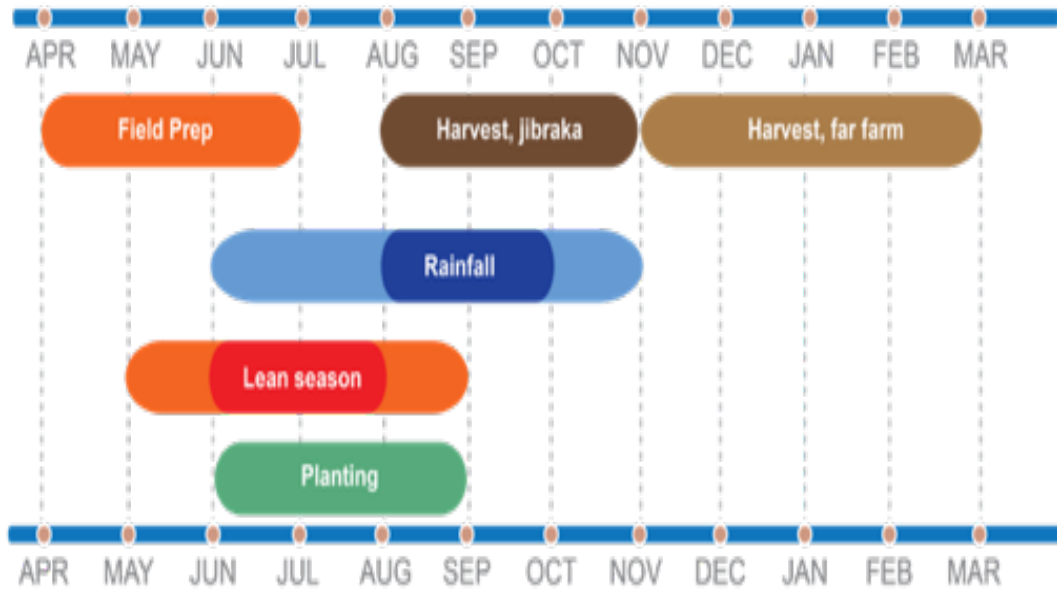 APR MAY JUN JUL AUG SEP OCT NOV DEC JAN FEB MAR
Field Prep Harvest, jibraka Harvest, far farm
Rainfall
Lean season
Planting
APR MAY JUN JUL AUG SEP OCT NOV DEC JAN FEB MAR